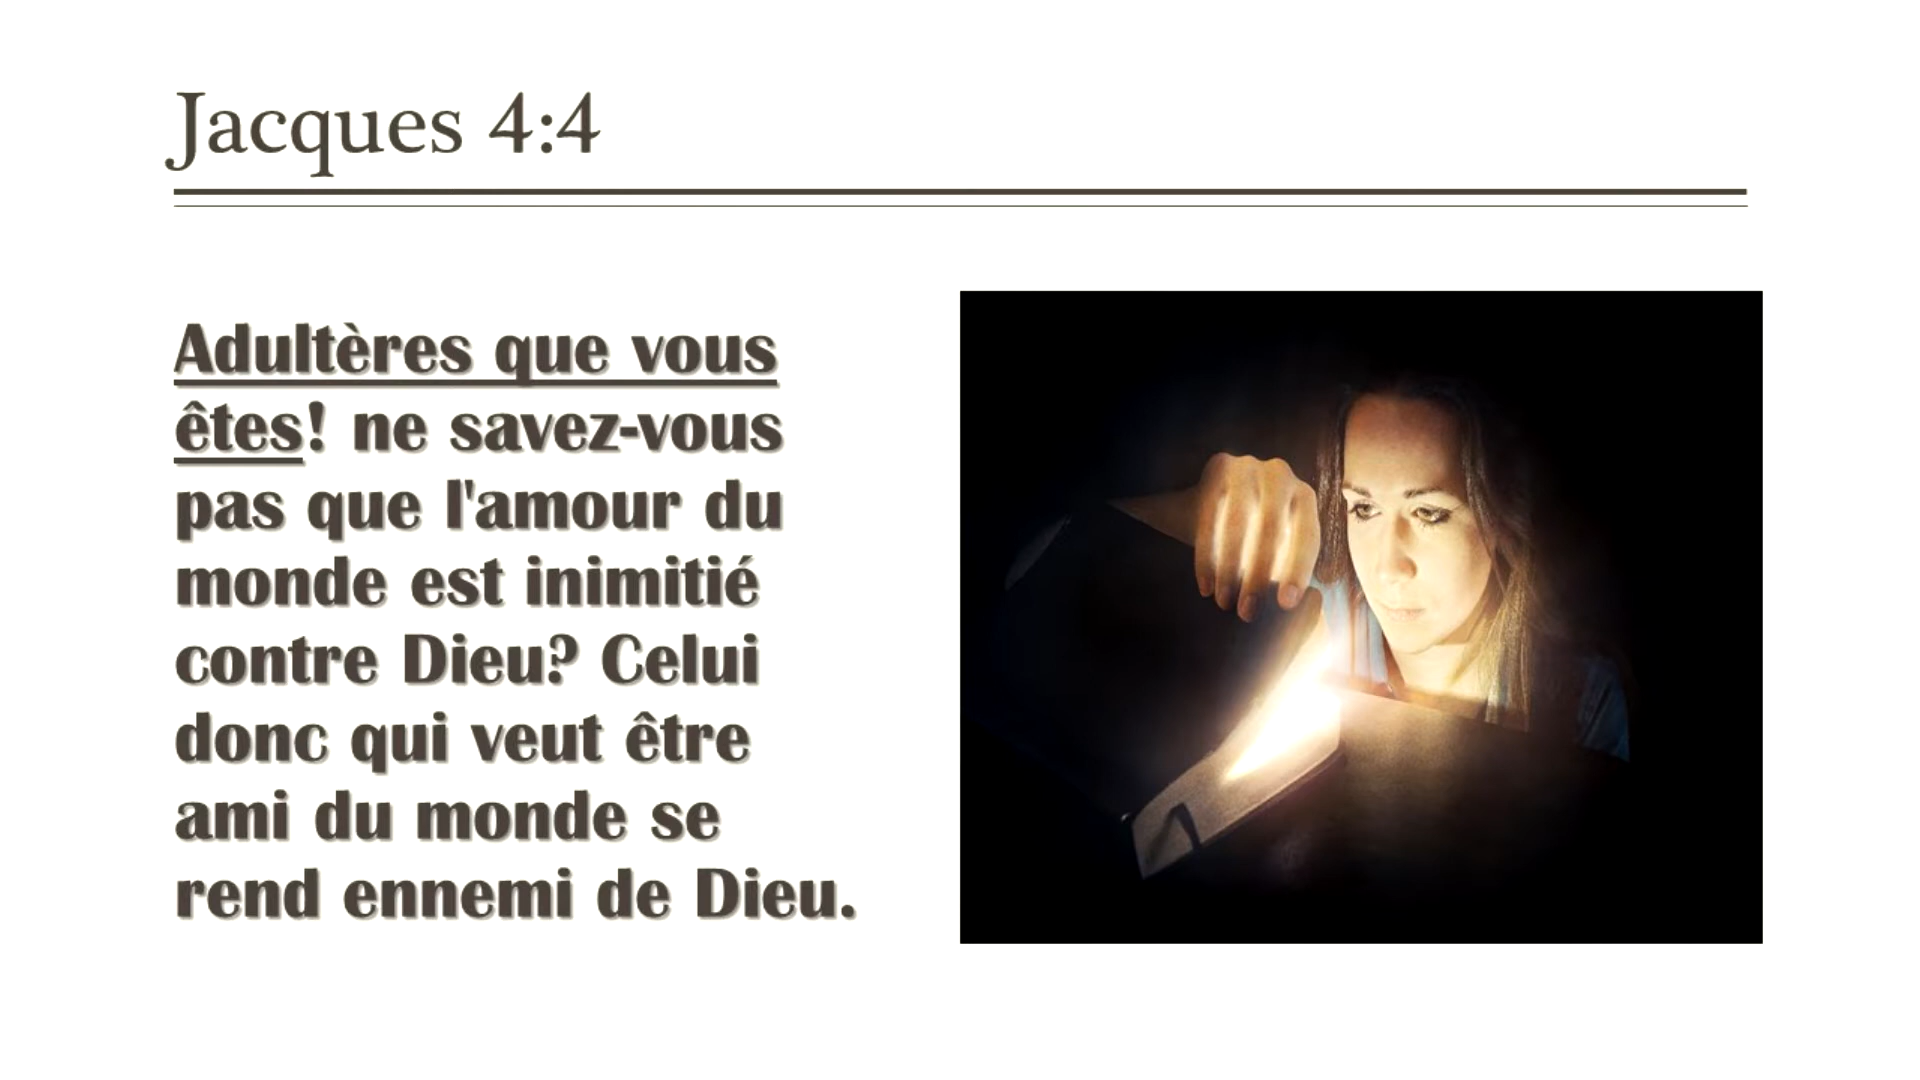 Jacques 4:4
Adultères que vous
êtes! ne savez-vous
pas que l'amour du
monde est inimitié
contre Dieu? Celui
donc qui veut être
ami du monde se
rend ennemi de Dieu.